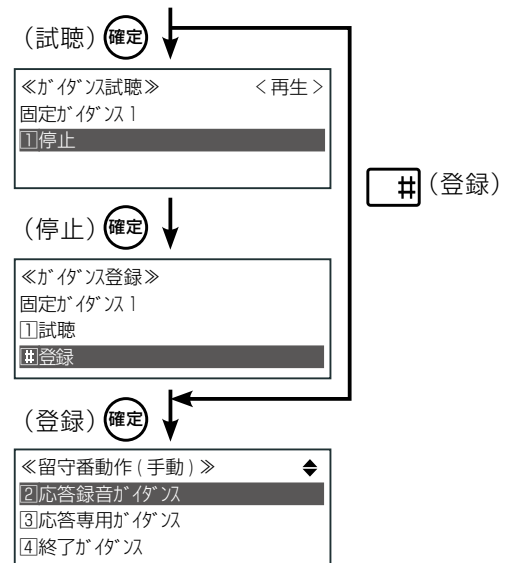 (試聴) 確定
≪ガイダンス試聴≫ <再生>
固定ガイダンス1
1停止
# (登録)
(停止) 確定
≪ガイダンス登録≫
固定ガイダンス1
1試聴
#登録
(登録) 確定
≪留守番動作(手動)≫
2応答録音ガイダンス
3応答専用ガイダンス
4終了ガイダンス